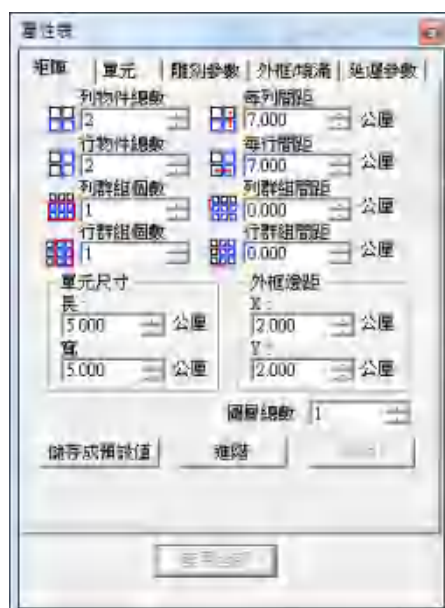 屬性表
矩陣 單元 雕刻參數 外框/填滿 延遲參數
列物件總數 每列間距
2 7.000 公厘
行物件總數 每行間距
2 7.000 公厘
列群組個數 列群組間距
1 0.000 公厘
行群組個數 行群組間距
1 0.000 公厘
單元尺寸 外框邊距
長: X:
5.000 公厘 2.000 公厘
寬 Y:
5.000 公厘 2.000 公厘
圖層總數 1
儲存成預設值 進階